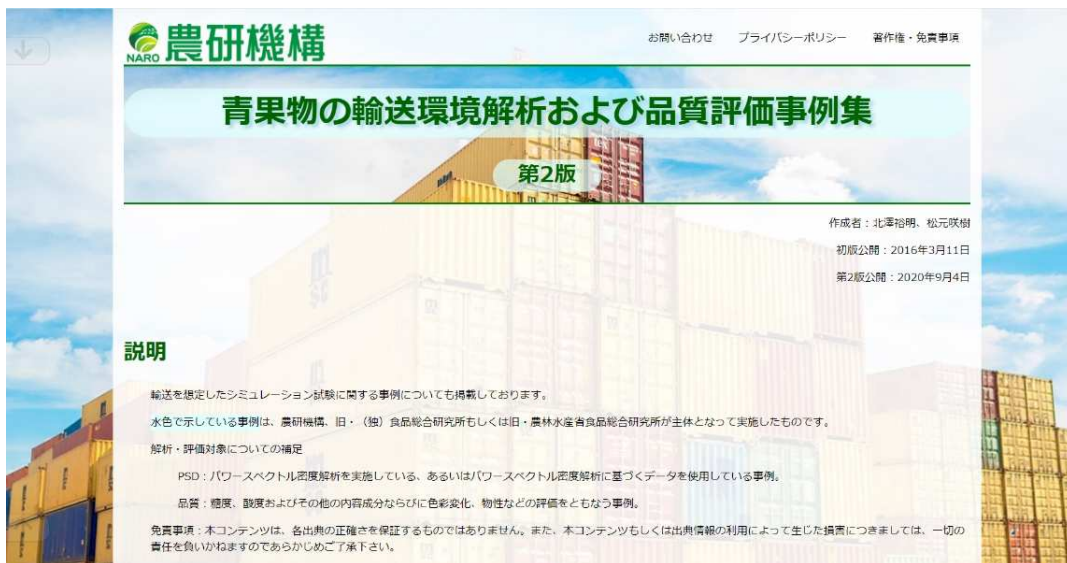 NARO 農研機構
お問い合わせ プライバシーポリシー 著作権・免責事項
青果物の輸送環境解析および品質評価事例集
第2版
作成者：北澤裕明、松元咲樹
初版公開：2016年3月11日
第2版公開：2020年9月4日
説明
輸送を想定したシミュレーション試験に関する事例についても掲載しております。
水色で示している事例は、農研機構、旧・（独）食品総合研究所もしくは旧・農林水産省食品総合研究所が主体となって実施したものです。
解析・評価対象についての補足
PSD：パワースペクトル密度解析を実施している、あるいはパワースペクトル密度解析に基づくデータを使用している事例。
品質：糖度、酸度およびその他の内容成分ならびに色彩変化、物性などの評価をともなう事例。
免責事項：本コンテンツは、各出典の正確さを保証するものではありません。また、本コンテンツもしくは出典情報の利用によって生じた損害につきましては、一切の
責任を負いかねますのであらかじめご了承下さい。